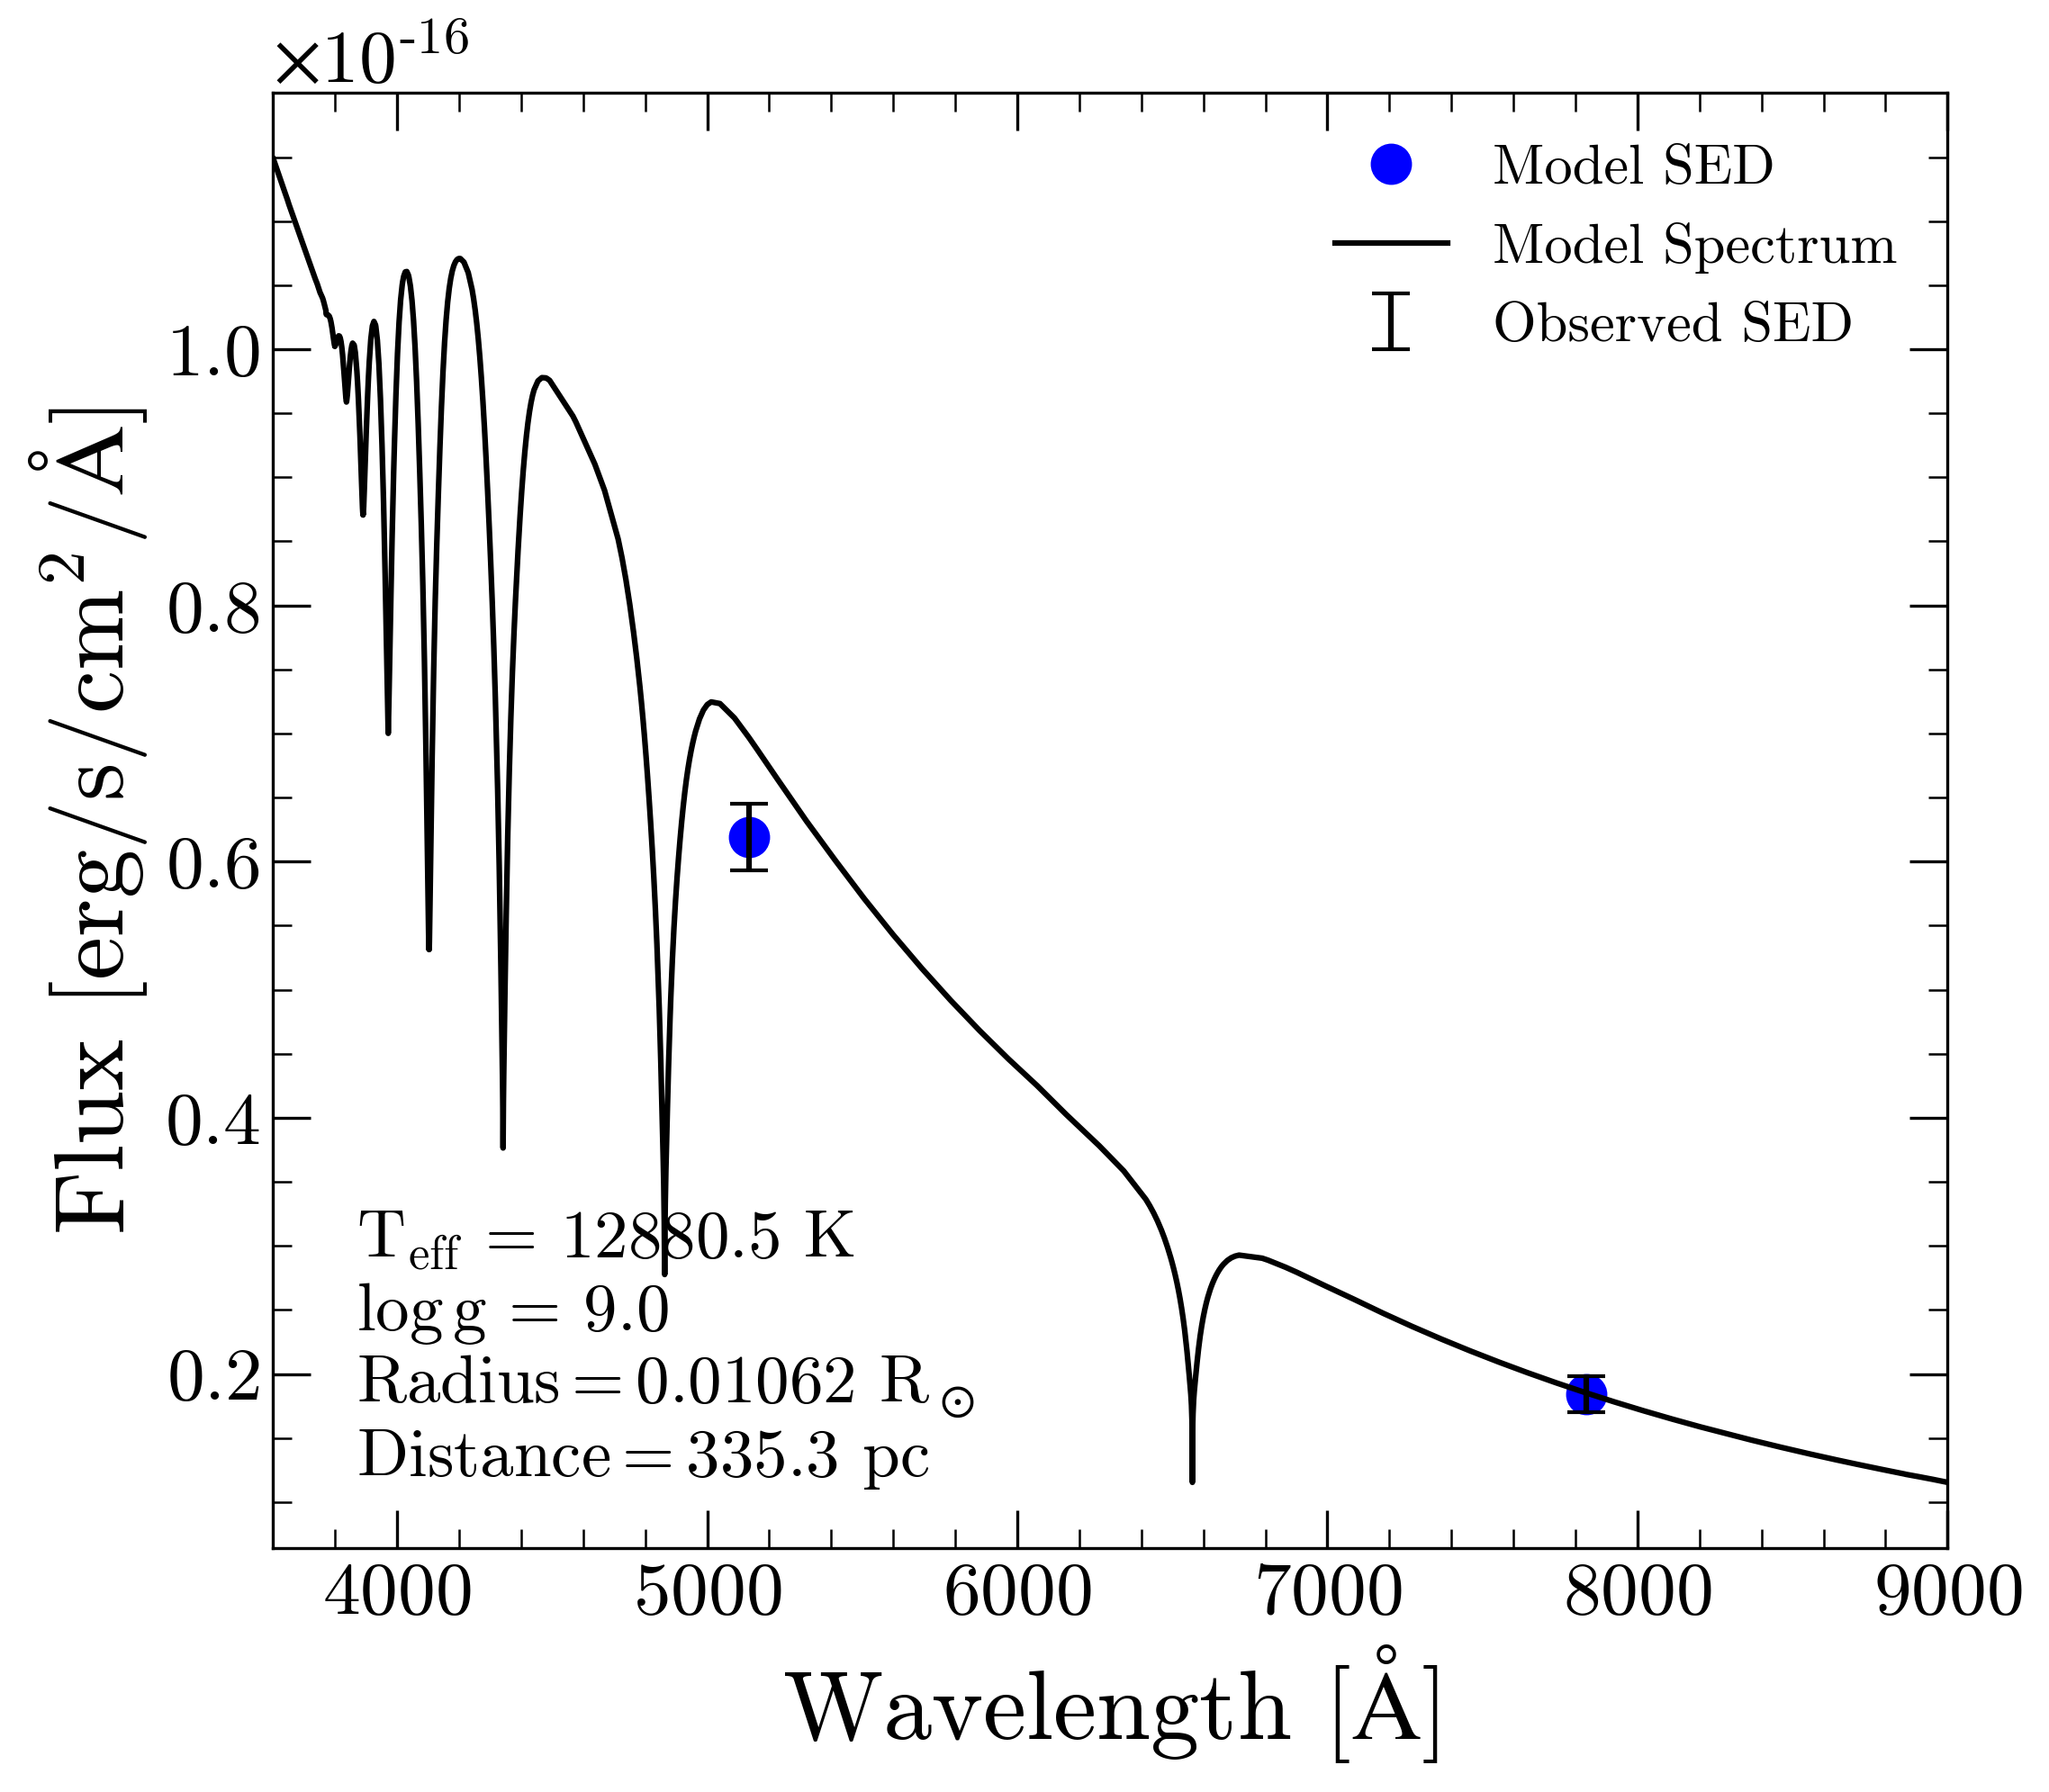 ×10-16
Model SED
Model Spectrum
Observed SED
1.0
0.8
0.6
0.4
0.2
Flux [erg/s/cm2/Å]
Teff = 12880.5 K
log g = 9.0
Radius = 0.01062 R⊙
Distance = 335.3 pc
4000 5000 6000 7000 8000 9000
Wavelength [Å]